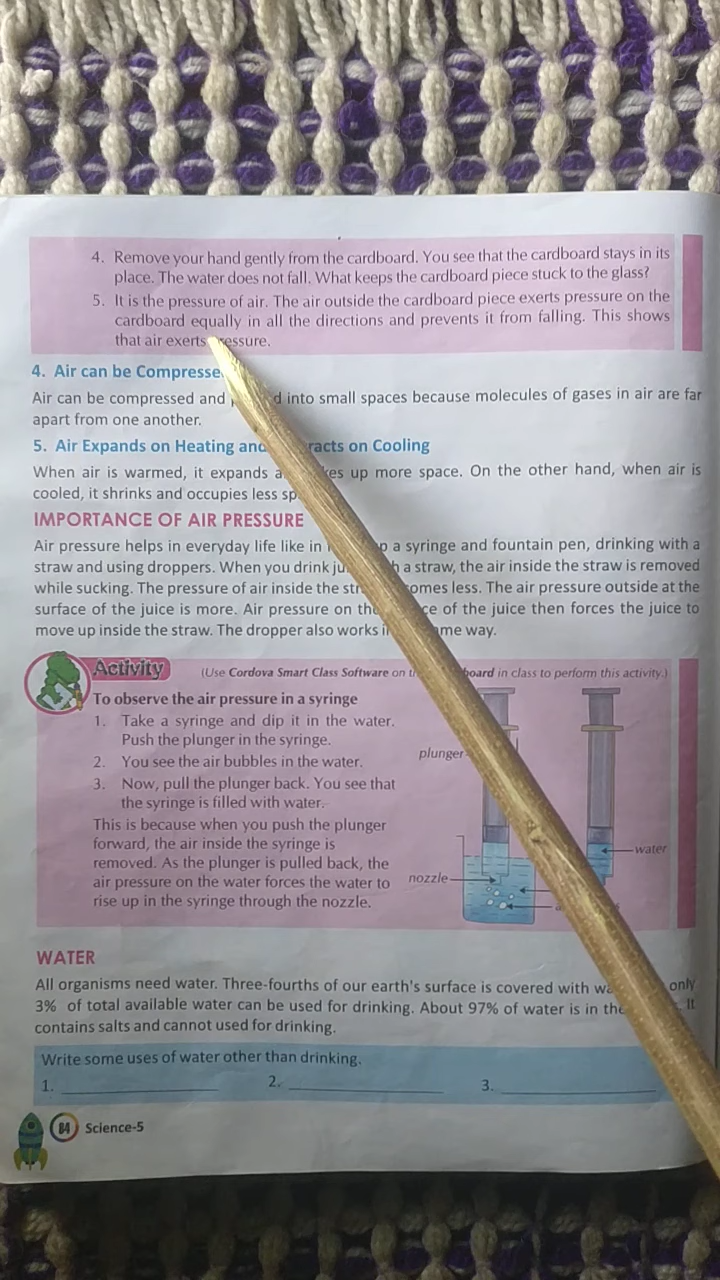 4. Remove your hand gently from the cardboard. You see that the cardboard stays in its
place. The water does not fall. What keeps the cardboard piece stuck to the glass?
5. It is the pressure of air. The air outside the cardboard piece exerts pressure on the
cardboard equally in all the directions and prevents it from falling. This shows
that air exerts pressure.
4. Air can be Compresse
Air can be compressed and into small spaces because molecules of gases in air are far
apart from one another.
5. Air Expands on Heating and racts on Cooling
When air is warmed, it expands a kes up more space. On the other hand, when air is
cooled, it shrinks and occupies less sp
IMPORTANCE OF AIR PRESSURE
Air pressure helps in everyday life like in p a syringe and fountain pen, drinking with a
straw and using droppers. When you drink ju h a straw, the air inside the straw is removed
while sucking. The pressure of air inside the str omes less. The air pressure outside at the
surface of the juice is more. Air pressure on the ce of the juice then forces the juice to
move up inside the straw. The dropper also works i me way.
Activity
(Use Cordova Smart Class Software on t board in class to perform this activity.)
To observe the air pressure in a syringe
1. Take a syringe and dip it in the water.
Push the plunger in the syringe.
2. You see the air bubbles in the water.
3. Now, pull the plunger back. You see that
the syringe is filled with water.
This is because when you push the plunger
forward, the air inside the syringe is
removed. As the plunger is pulled back, the
air pressure on the water forces the water to
rise up in the syringe through the nozzle.
plunger
water
nozzle
WATER
All organisms need water. Three-fourths of our earth's surface is covered with wa only
3% of total available water can be used for drinking. About 97% of water is in the It
contains salts and cannot used for drinking.
Write some uses of water other than drinking.
1. 2. 3.
84 Science-5